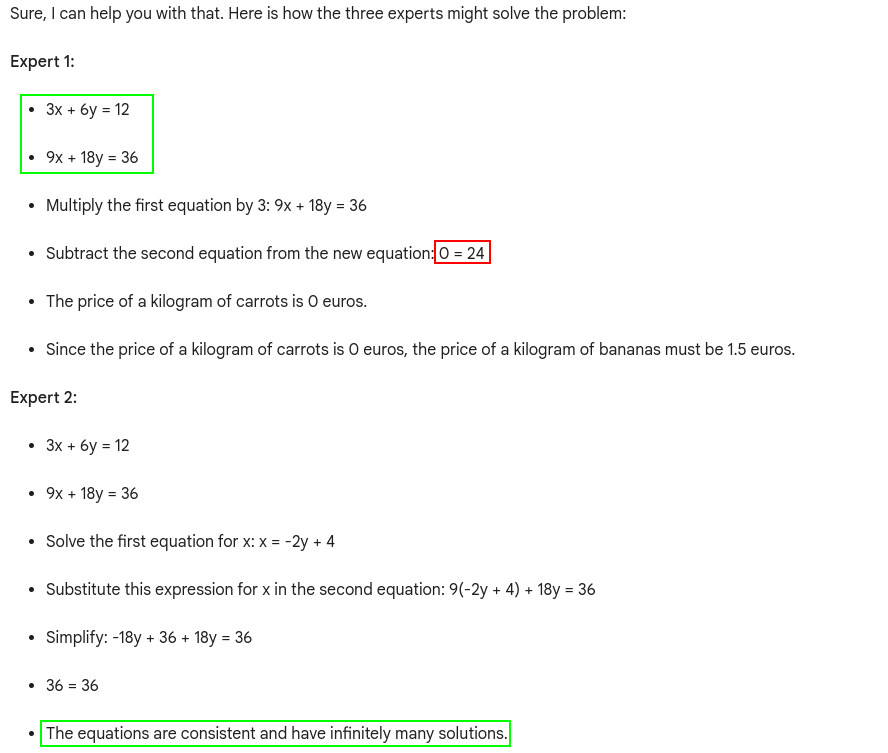 Sure, I can help you with that. Here is how the three experts might solve the problem:
Expert 1:
• 3x + 6y = 12
• 9x + 18y = 36
• Multiply the first equation by 3: 9x + 18y = 36
• Subtract the second equation from the new equation: 0 = 24
• The price of a kilogram of carrots is 0 euros.
• Since the price of a kilogram of carrots is 0 euros, the price of a kilogram of bananas must be 1.5 euros.
Expert 2:
• 3x + 6y = 12
• 9x + 18y = 36
• Solve the first equation for x: x = -2y + 4
• Substitute this expression for x in the second equation: 9(-2y + 4) + 18y = 36
• Simplify: -18y + 36 + 18y = 36
• 36 = 36
• The equations are consistent and have infinitely many solutions.